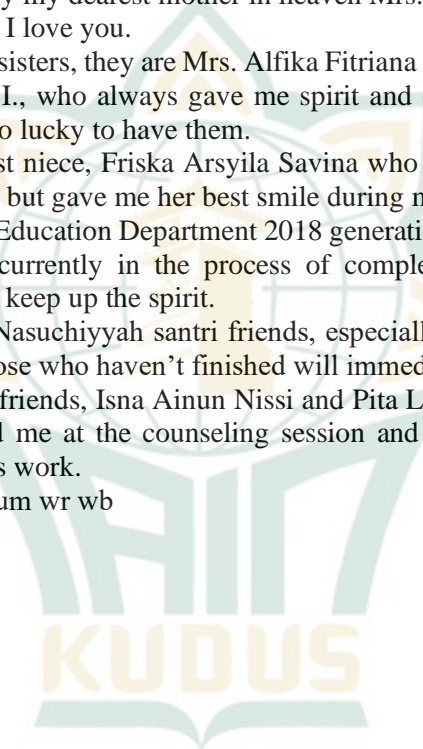 y my dearest mother in heaven Mrs.
I love you.
sisters, they are Mrs. Alfika Fitriana
I., who always gave me spirit and
o lucky to have them.
st niece, Friska Arsyila Savina who
but gave me her best smile during
Education Department 2018 generati
currently in the process of comple
keep up the spirit.
Nasuchiyyah santri friends, especiall
ose who haven't finished will immed
friends, Isna Ainun Nissi and Pita L
d me at the counseling session and
s work.
um wr wb
IAIN
KUDUS